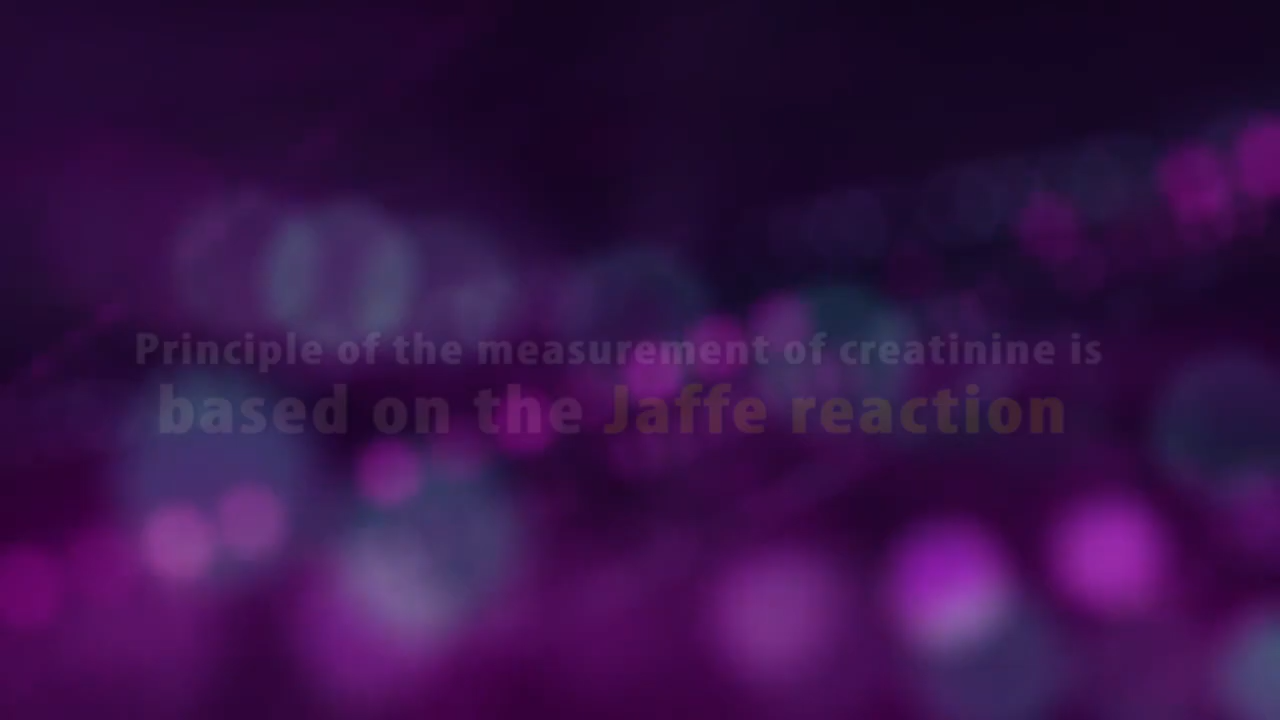 Principle of the measurement of creatinine is
based on the Jaffe reaction